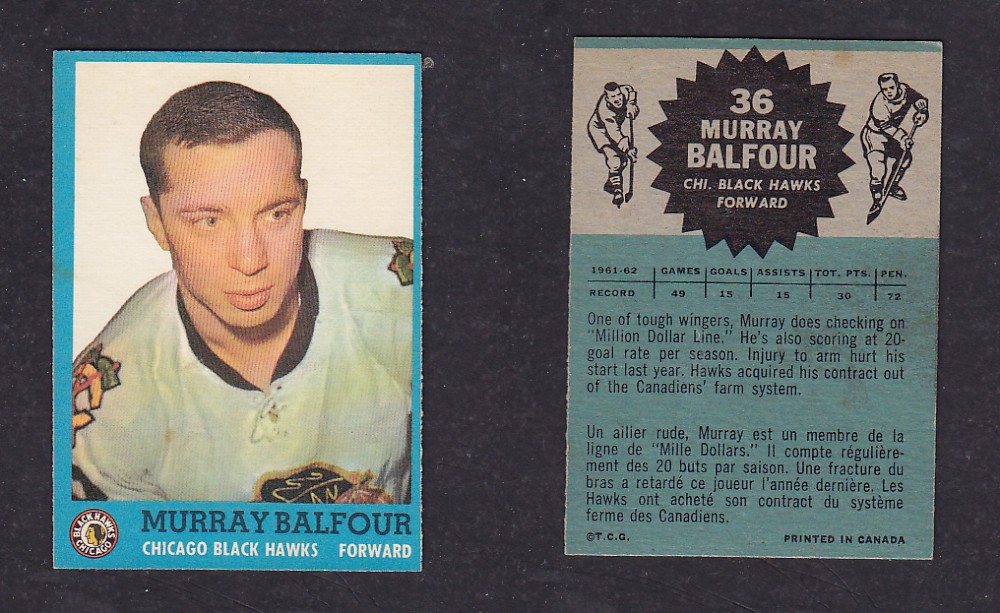 BLACK HAWKS
CHICAGO
MURRAY BALFOUR
CHICAGO BLACK HAWKS FORWARD
36
MURRAY
BALFOUR
CHI. BLACK HAWKS
FORWARD
1961-62 GAMES GOALS ASSISTS TOT. PTS. PEN.
RECORD 49 15 15 30 72
One of tough wingers, Murray does checking on
"Million Dollar Line." He's also scoring at 20-
goal rate per season. Injury to arm hurt his
start last year. Hawks acquired his contract out
of the Canadiens' farm system.
Un ailier rude, Murray est un membre de la
ligne de "Mille Dollars." Il compte régulière-
ment des 20 buts par saison. Une fracture du
bras a retardé ce joueur l'année dernière. Les
Hawks ont acheté son contract du système
ferme des Canadiens.
©T.C.G. PRINTED IN CANADA